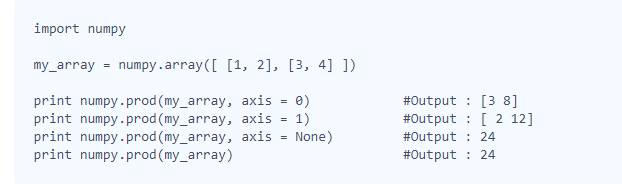 import numpy
my_array = numpy.array([ [1, 2], [3, 4] ])
print numpy.prod(my_array, axis = 0)            #Output : [3 8]
print numpy.prod(my_array, axis = 1)            #Output : [ 2 12]
print numpy.prod(my_array, axis = None)         #Output : 24
print numpy.prod(my_array)                      #Output : 24